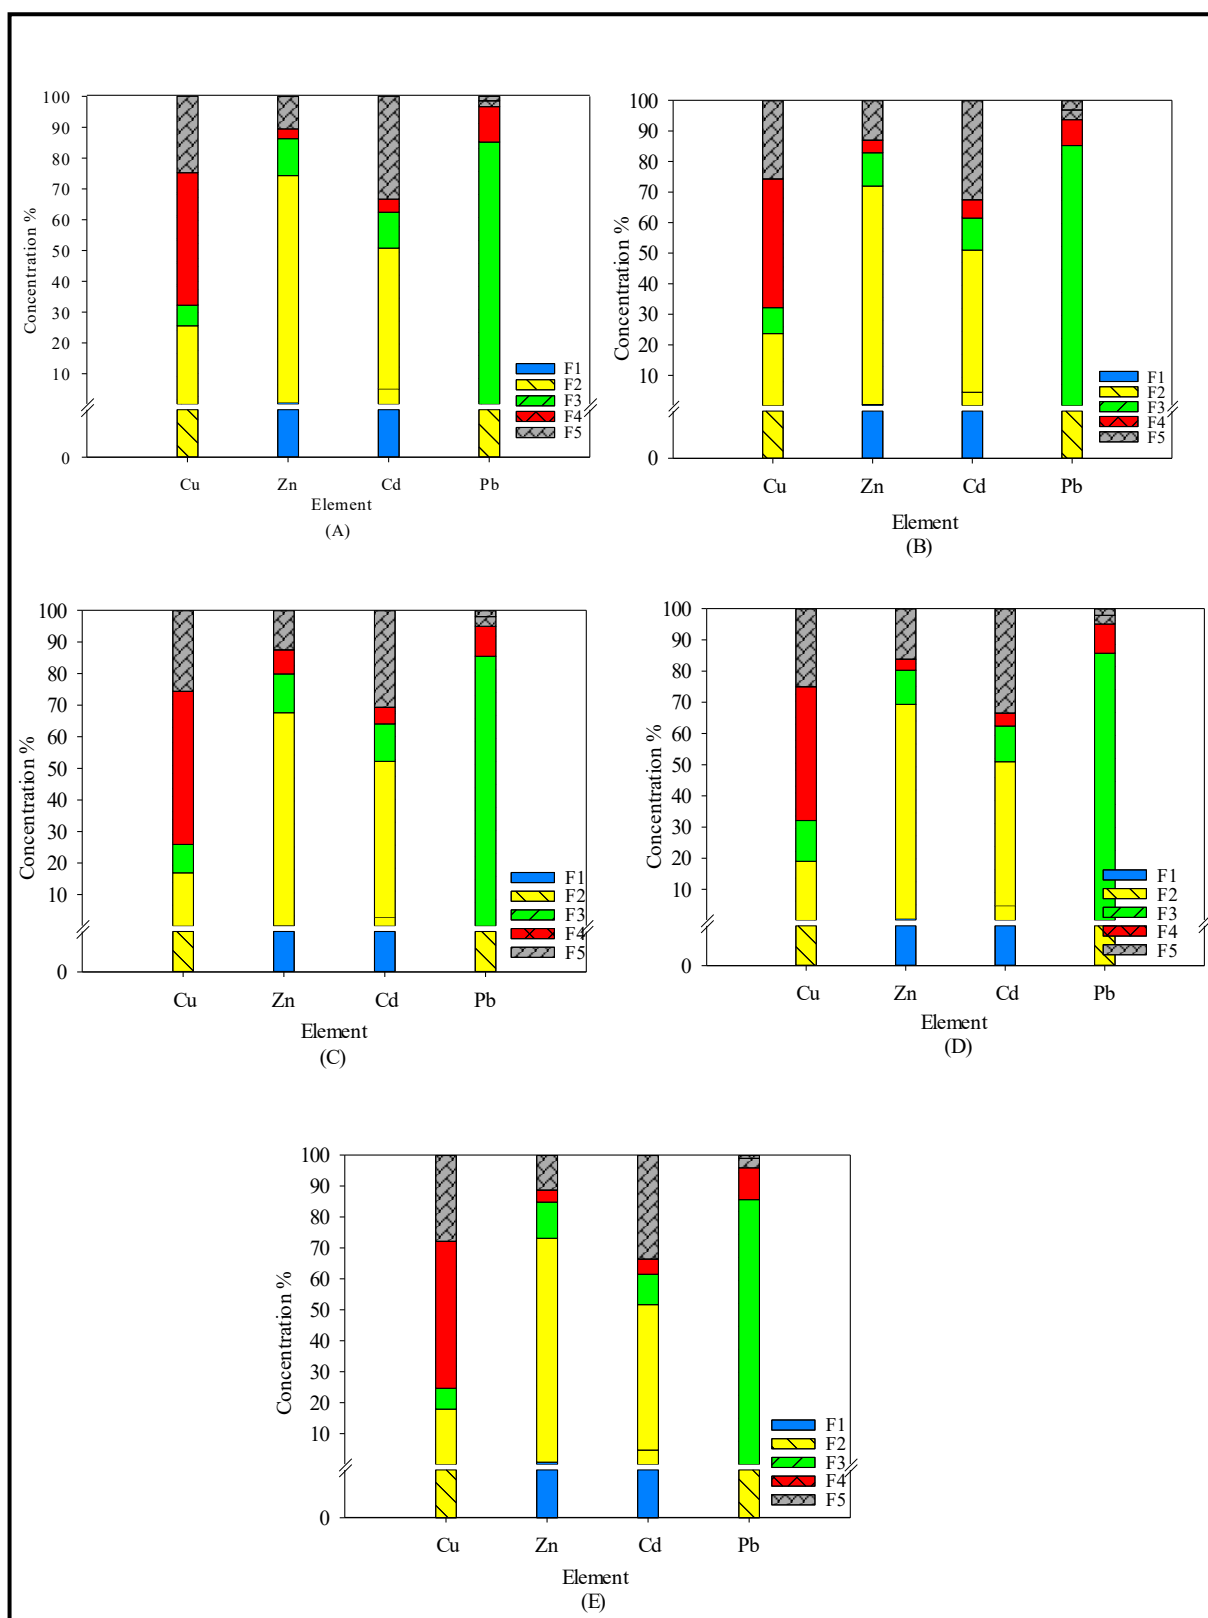 Concentration %
100
90
80
70
60
50
40
30
20
10
0
Cu Zn Cd Pb
Element
(A)
F1
F2
F3
F4
F5
Concentration %
100
90
80
70
60
50
40
30
20
10
0
Cu Zn Cd Pb
Element
(B)
F1
F2
F3
F4
F5
Concentration %
100
90
80
70
60
50
40
30
20
10
0
Cu Zn Cd Pb
Element
(C)
F1
F2
F3
F4
F5
Concentration %
100
90
80
70
60
50
40
30
20
10
0
Cu Zn Cd Pb
Element
(D)
F1
F2
F3
F4
F5
Concentration %
100
90
80
70
60
50
40
30
20
10
0
Cu Zn Cd Pb
Element
(E)
F1
F2
F3
F4
F5